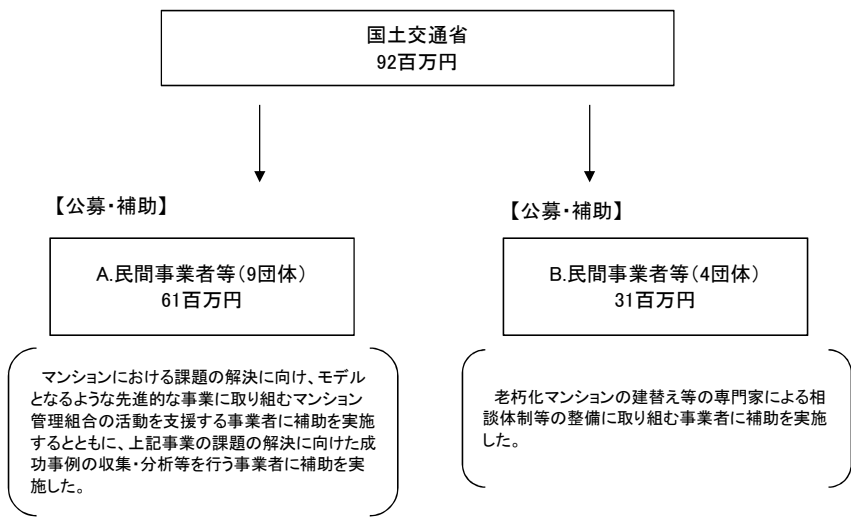 国土交通省
92百万円
【公募・補助】
A.民間事業者等(9団体)
61百万円
マンションにおける課題の解決に向け、モデル
となるような先進的な事業に取り組むマンション
管理組合の活動を支援する事業者に補助を実施
するとともに、上記事業の課題の解決に向けた成
功事例の収集・分析等を行う事業者に補助を実
施した。
【公募・補助】
B.民間事業者等(4団体)
31百万円
老朽化マンションの建替え等の専門家による相
談体制等の整備に取り組む事業者に補助を実施
した。